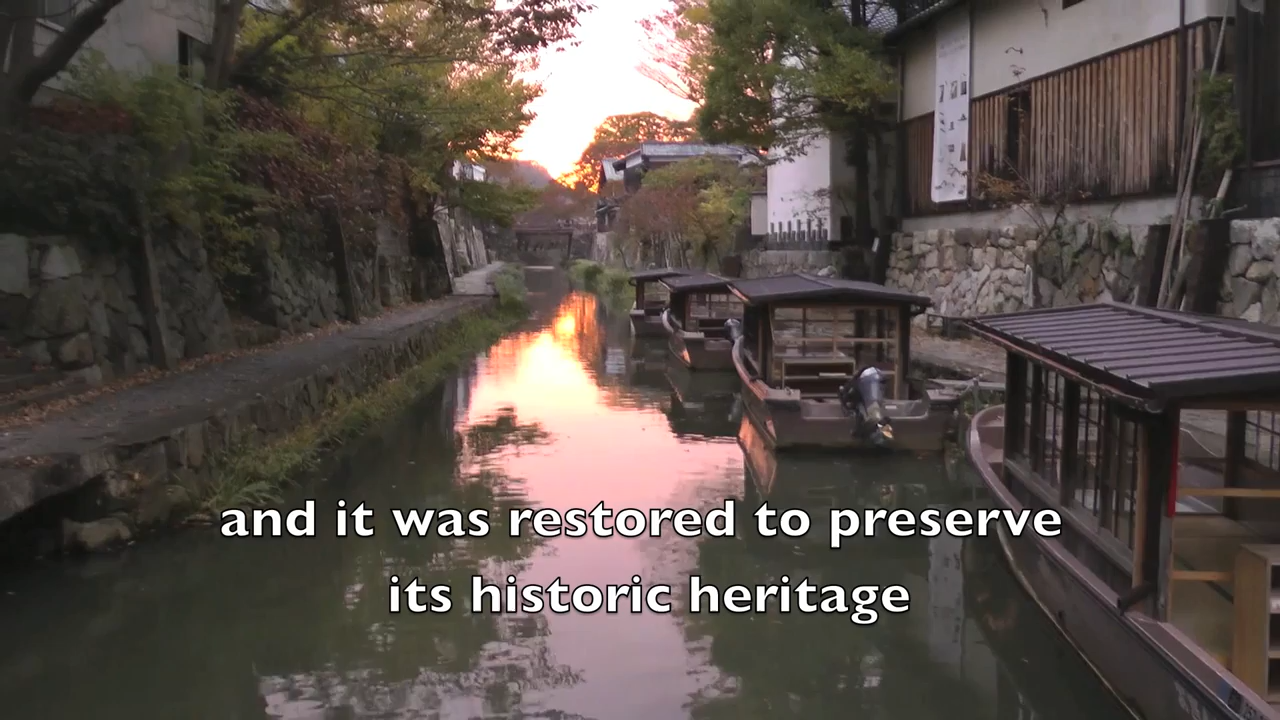 and it was restored to preserve
its historic heritage